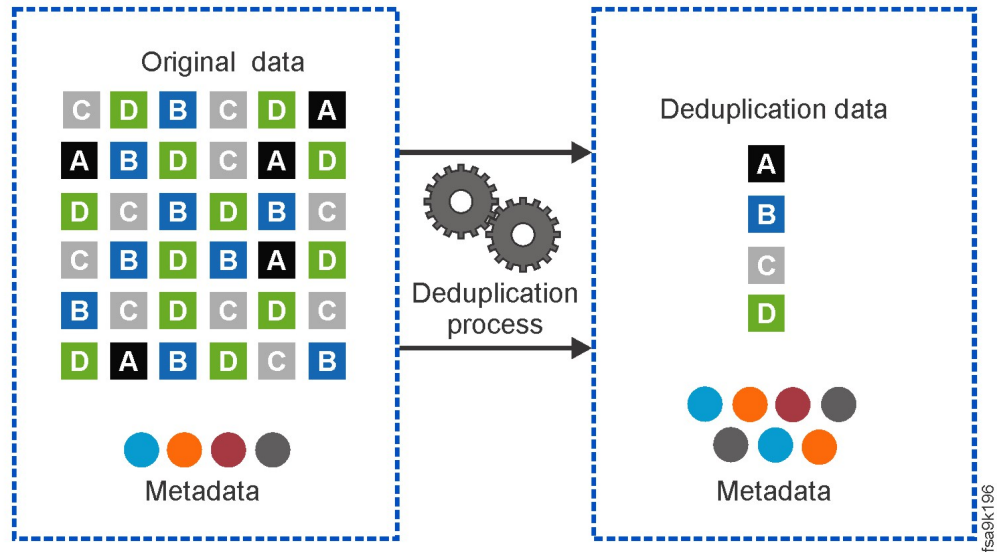 Original data
C D B C D A
A B D C A D
D C B D B C
C B D B A D
B C D C D C
D A B D C B
Metadata
Deduplication
process
Deduplication data
A
B
C
D
Metadata
fsa9k196